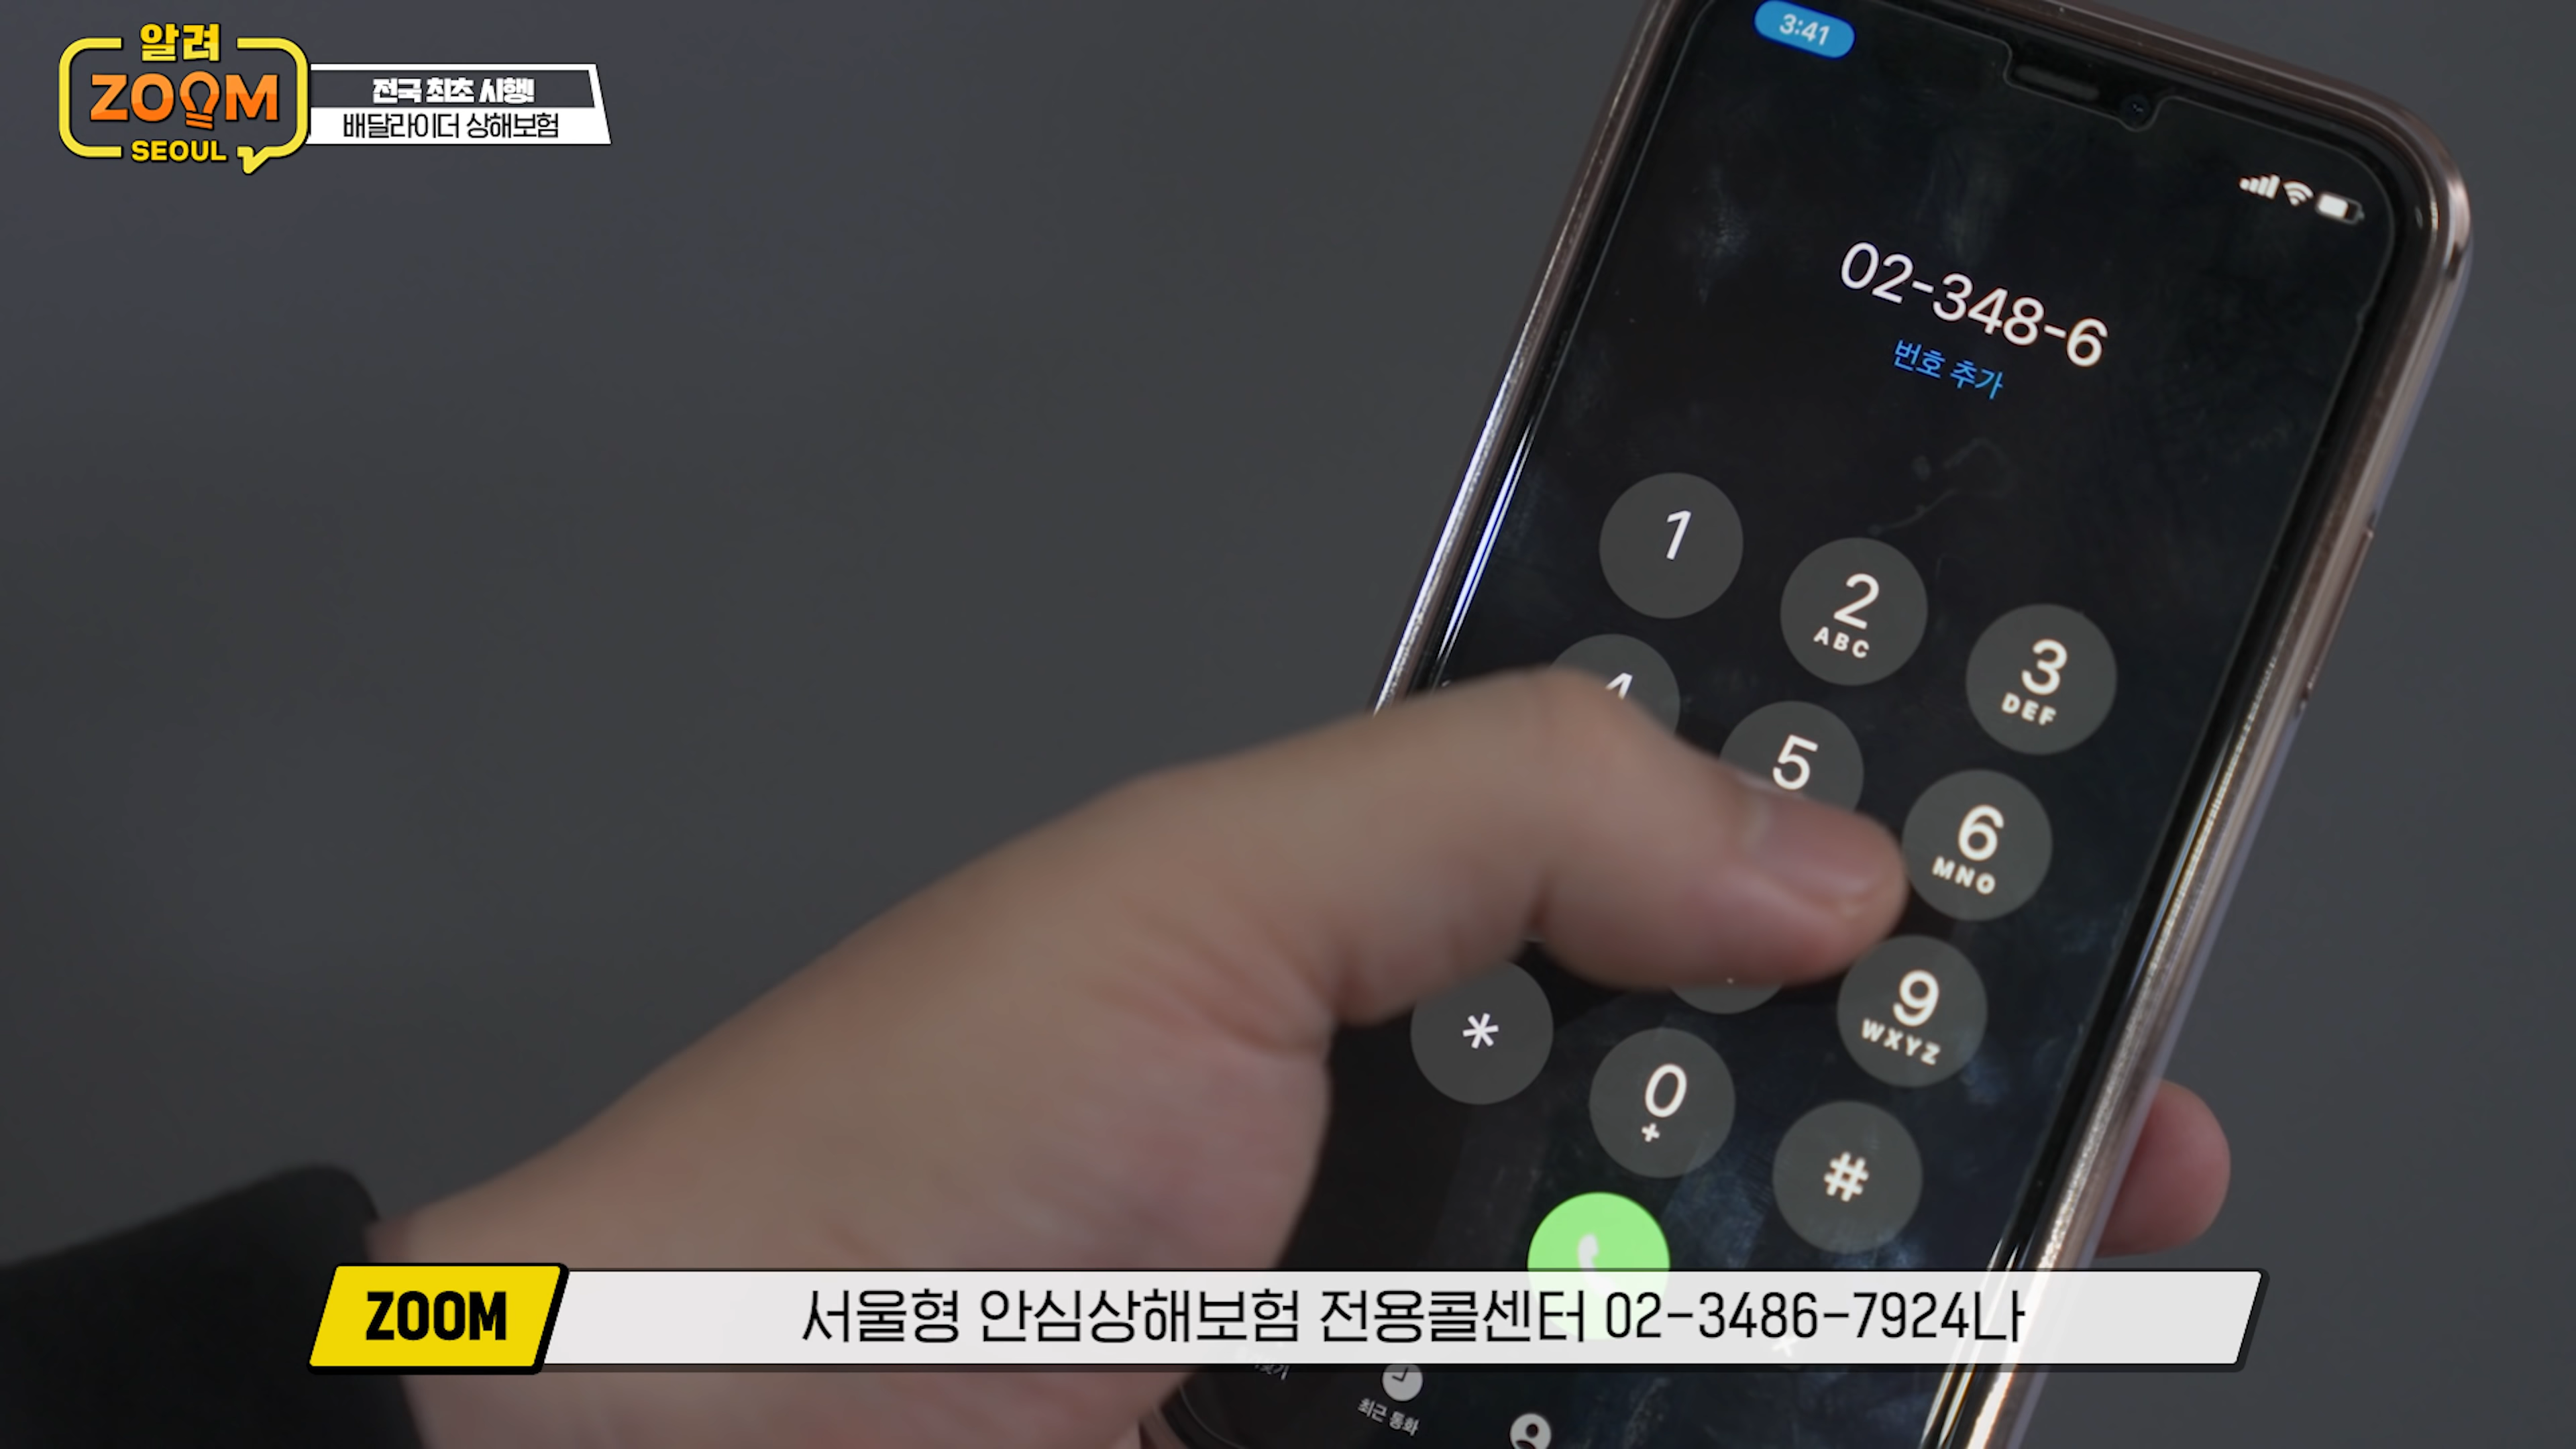 알려
ZOOM
SEOUL
전국 최초 시행!
배달라이더 상해보험
3:41
02-348-6
번호 추가
1
2
ABC
3
DEF
4
5
6
MNO
9
WXYZ
*
0
+
#
ZOOM
서울형 안심상해보험 전용콜센터 02-3486-7924나
최근 통화